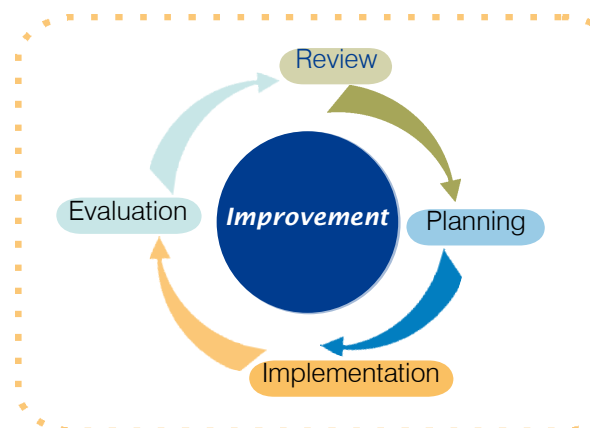 Review
Evaluation
Improvement
Planning
Implementation